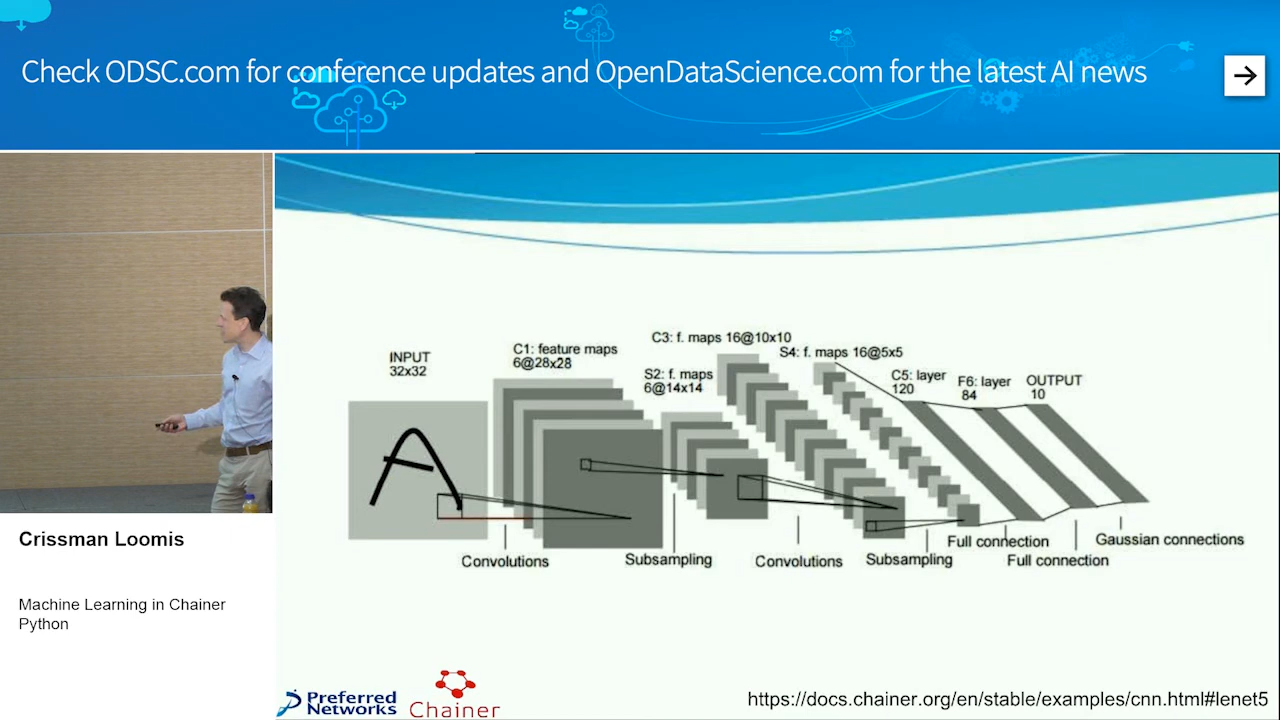 Check ODSC.com for conference updates and OpenDataScience.com for the latest AI news
INPUT
32x32
C1: feature maps
6@28x28
S2: f. maps
6@14x14
C3: f. maps 16@10x10
S4: f. maps 16@5x5
C5: layer
120
F6: layer
84
OUTPUT
10
Convolutions
Subsampling
Convolutions
Subsampling
Full connection
Full connection
Gaussian connections
Crissman Loomis
Machine Learning in Chainer
Python
Preferred
Networks
Chainer
https://docs.chainer.org/en/stable/examples/cnn.html#lenet5